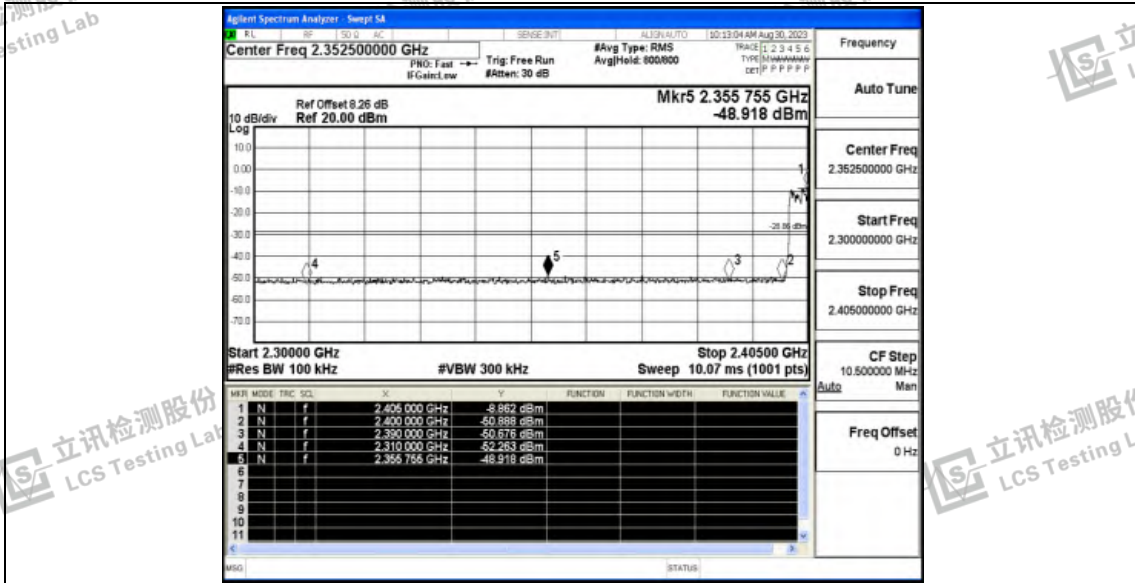 Agilent Spectrum Analyzer - Swept SA
RL RF 50 Ω AC SENSE:INT ALIGNAUTO 10:13:04 AM Aug 30, 2023
Center Freq 2.352500000 GHz
PNO: Fast
IFGain:Low
Trig: Free Run
#Atten: 30 dB
#Avg Type: RMS
Avg|Hold: 800/800
TRACE 1 2 3 4 5 6
TYPE MWWWWW
DET P P P P P P
Frequency
Auto Tune
Ref Offset 8.26 dB
Ref 20.00 dBm
10 dB/div
Log
Mkr5 2.355 755 GHz
-48.918 dBm
10.0
0.00
-10.0
-20.0
-30.0
-40.0
-50.0
-60.0
-70.0
1
2
3
4
5
-28.86 dBm
Center Freq
2.352500000 GHz
Start Freq
2.300000000 GHz
Stop Freq
2.405000000 GHz
CF Step
10.500000 MHz
Auto Man
Freq Offset
0 Hz
Start 2.30000 GHz Stop 2.40500 GHz
#Res BW 100 kHz #VBW 300 kHz Sweep 10.07 ms (1001 pts)
MKR MODE TRC SCL X Y FUNCTION FUNCTION WIDTH FUNCTION VALUE
1 N f 2.405 000 GHz -8.862 dBm
2 N f 2.400 000 GHz -50.888 dBm
3 N f 2.390 000 GHz -50.676 dBm
4 N f 2.310 000 GHz -52.263 dBm
5 N f 2.355 755 GHz -48.918 dBm
6
7
8
9
10
11
MSG STATUS
立讯检测股份
LCS Testing Lab
立讯检测股份
LCS Testing L
esting Lab